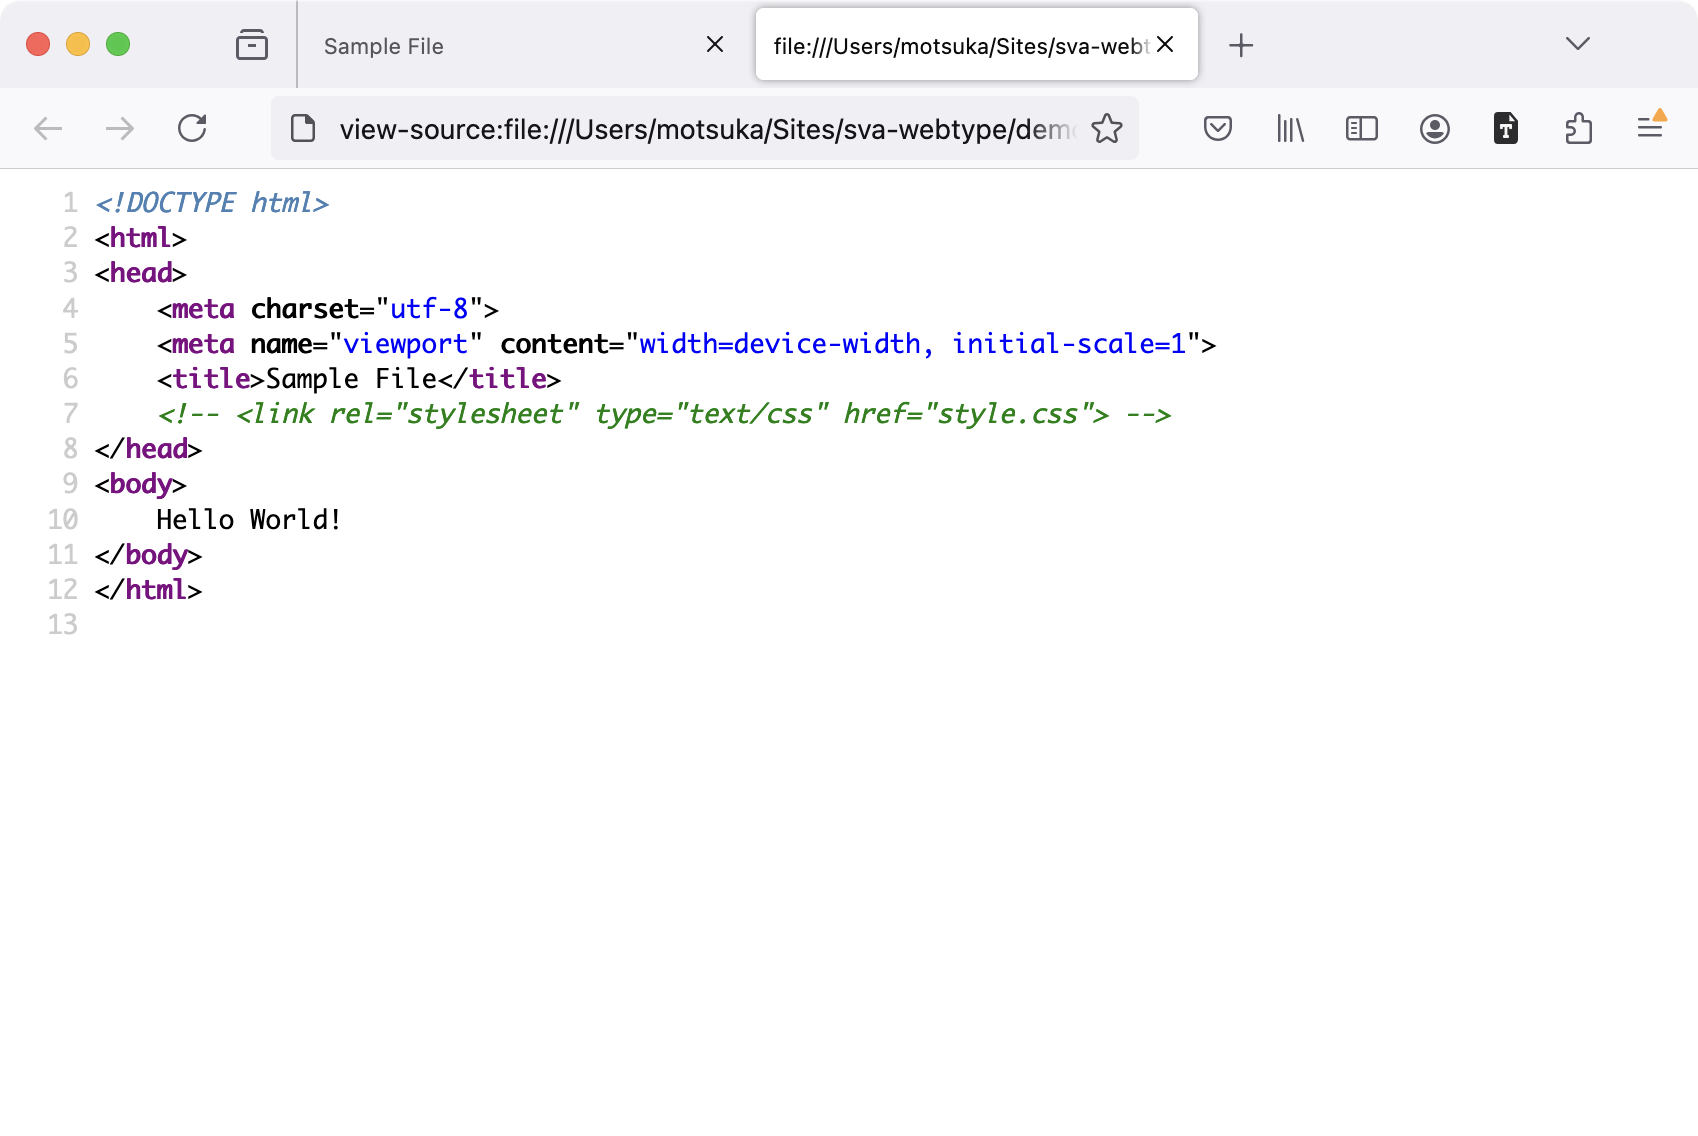 Sample File
file:///Users/motsuka/Sites/sva-webt
view-source:file:///Users/motsuka/Sites/sva-webtype/dem
1 <!DOCTYPE html>
2 <html>
3 <head>
4     <meta charset="utf-8">
5     <meta name="viewport" content="width=device-width, initial-scale=1">
6     <title>Sample File</title>
7     <!-- <link rel="stylesheet" type="text/css" href="style.css"> -->
8 </head>
9 <body>
10     Hello World!
11 </body>
12 </html>
13